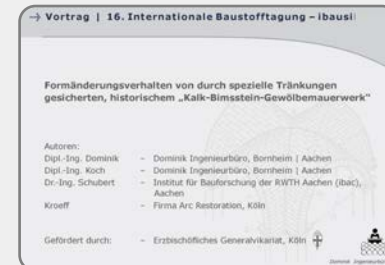 → Vortrag | 16. Internationale Baustofftagung – ibausil
Formänderungsverhalten von durch spezielle Tränkungen
gesicherten, historischem „Kalk-Bimsstein-Gewölbemauerwerk"
Autoren:
Dipl.-Ing. Dominik – Dominik Ingenieurbüro, Bornheim | Aachen
Dipl.-Ing. Koch – Dominik Ingenieurbüro, Bornheim | Aachen
Dr.-Ing. Schubert – Institut für Bauforschung der RWTH Aachen (ibac),
Aachen
Kroeff – Firma Arc Restoration, Köln
Gefördert durch: – Erzbischöfliches Generalvikariat, Köln
Dominik Ingenieurbüro